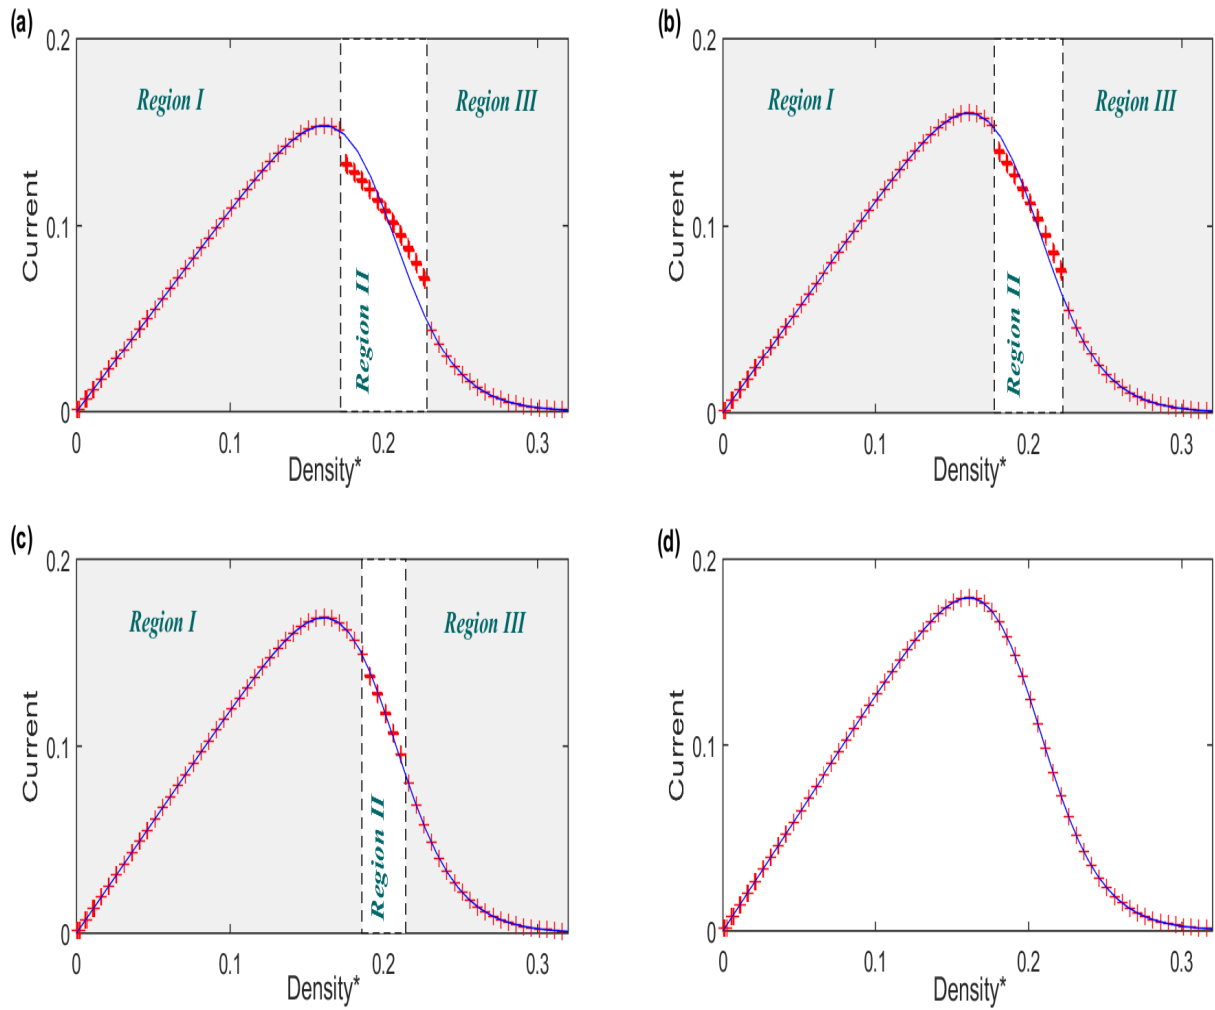 (a)
0.2
Region I
Region III
Current
0.1
Region II
0
0
0.1
0.2
0.3
Density*
(b)
0.2
Region I
Region III
Current
0.1
Region II
0
0
0.1
0.2
0.3
Density*
(c)
0.2
Region I
Region III
Current
0.1
Region II
0
0
0.1
0.2
0.3
Density*
(d)
0.2
Current
0.1
0
0
0.1
0.2
0.3
Density*